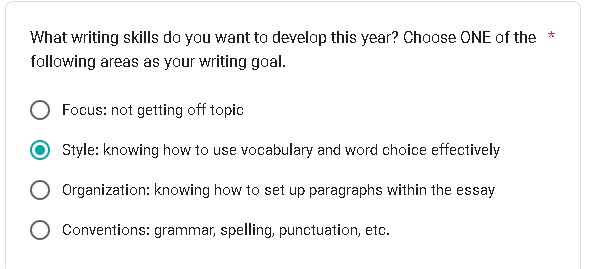 What writing skills do you want to develop this year? Choose ONE of the *
following areas as your writing goal.
Focus: not getting off topic
Style: knowing how to use vocabulary and word choice effectively
Organization: knowing how to set up paragraphs within the essay
Conventions: grammar, spelling, punctuation, etc.